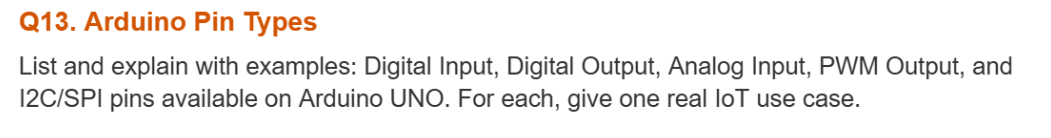 Q13. Arduino Pin Types
List and explain with examples: Digital Input, Digital Output, Analog Input, PWM Output, and
I2C/SPI pins available on Arduino UNO. For each, give one real IoT use case.